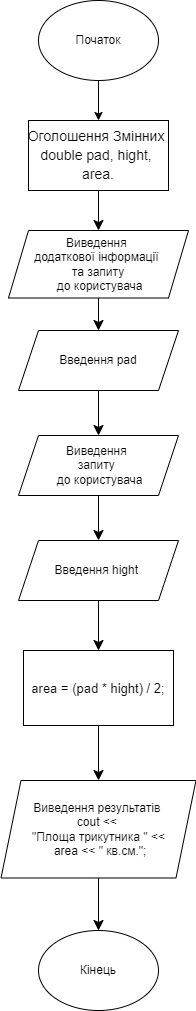 Початок
Оголошення Змінних
double pad, hight,
area.
Виведення
додаткової інформації
та запиту
до користувача
Введення pad
Виведення
запиту
до користувача
Введення hight
area = (pad * hight) / 2;
Виведення результатів
cout <<
"Площа трикутника " <<
area << " кв.см.";
Кінець